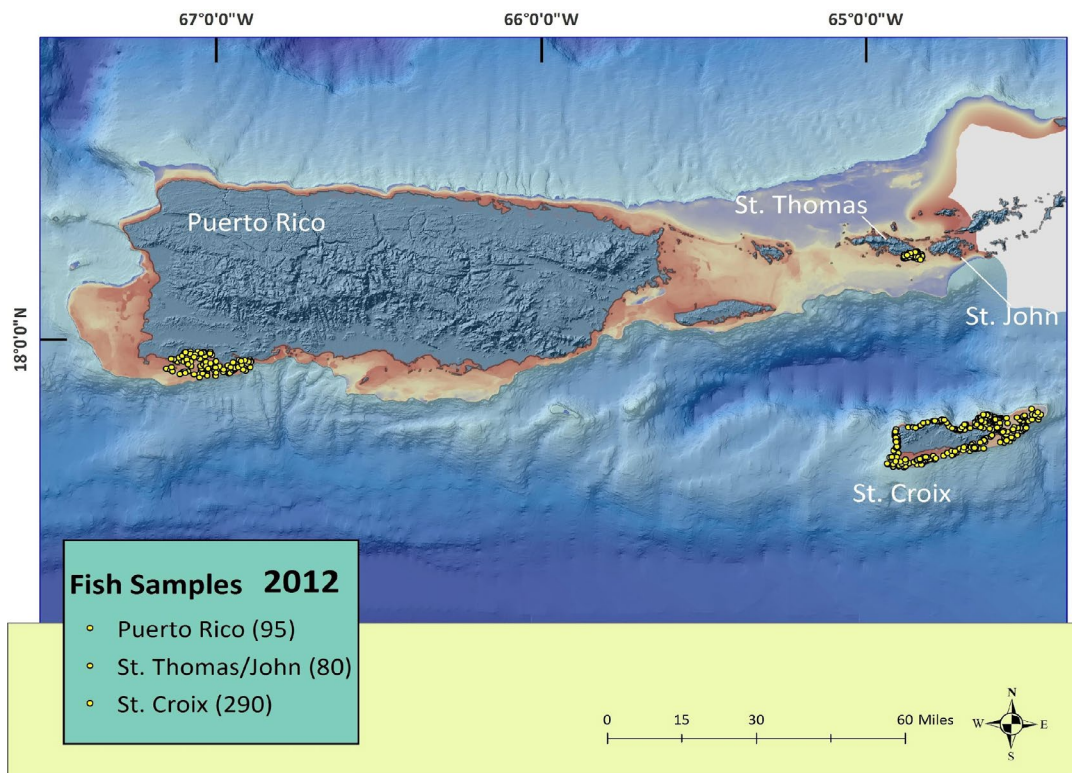 67°0'0"W
66°0'0"W
65°0'0"W
18°0'0"N
Puerto Rico
St. Thomas
St. John
St. Croix
Fish Samples 2012
Puerto Rico (95)
St. Thomas/John (80)
St. Croix (290)
0 15 30 60 Miles
N
W E
S